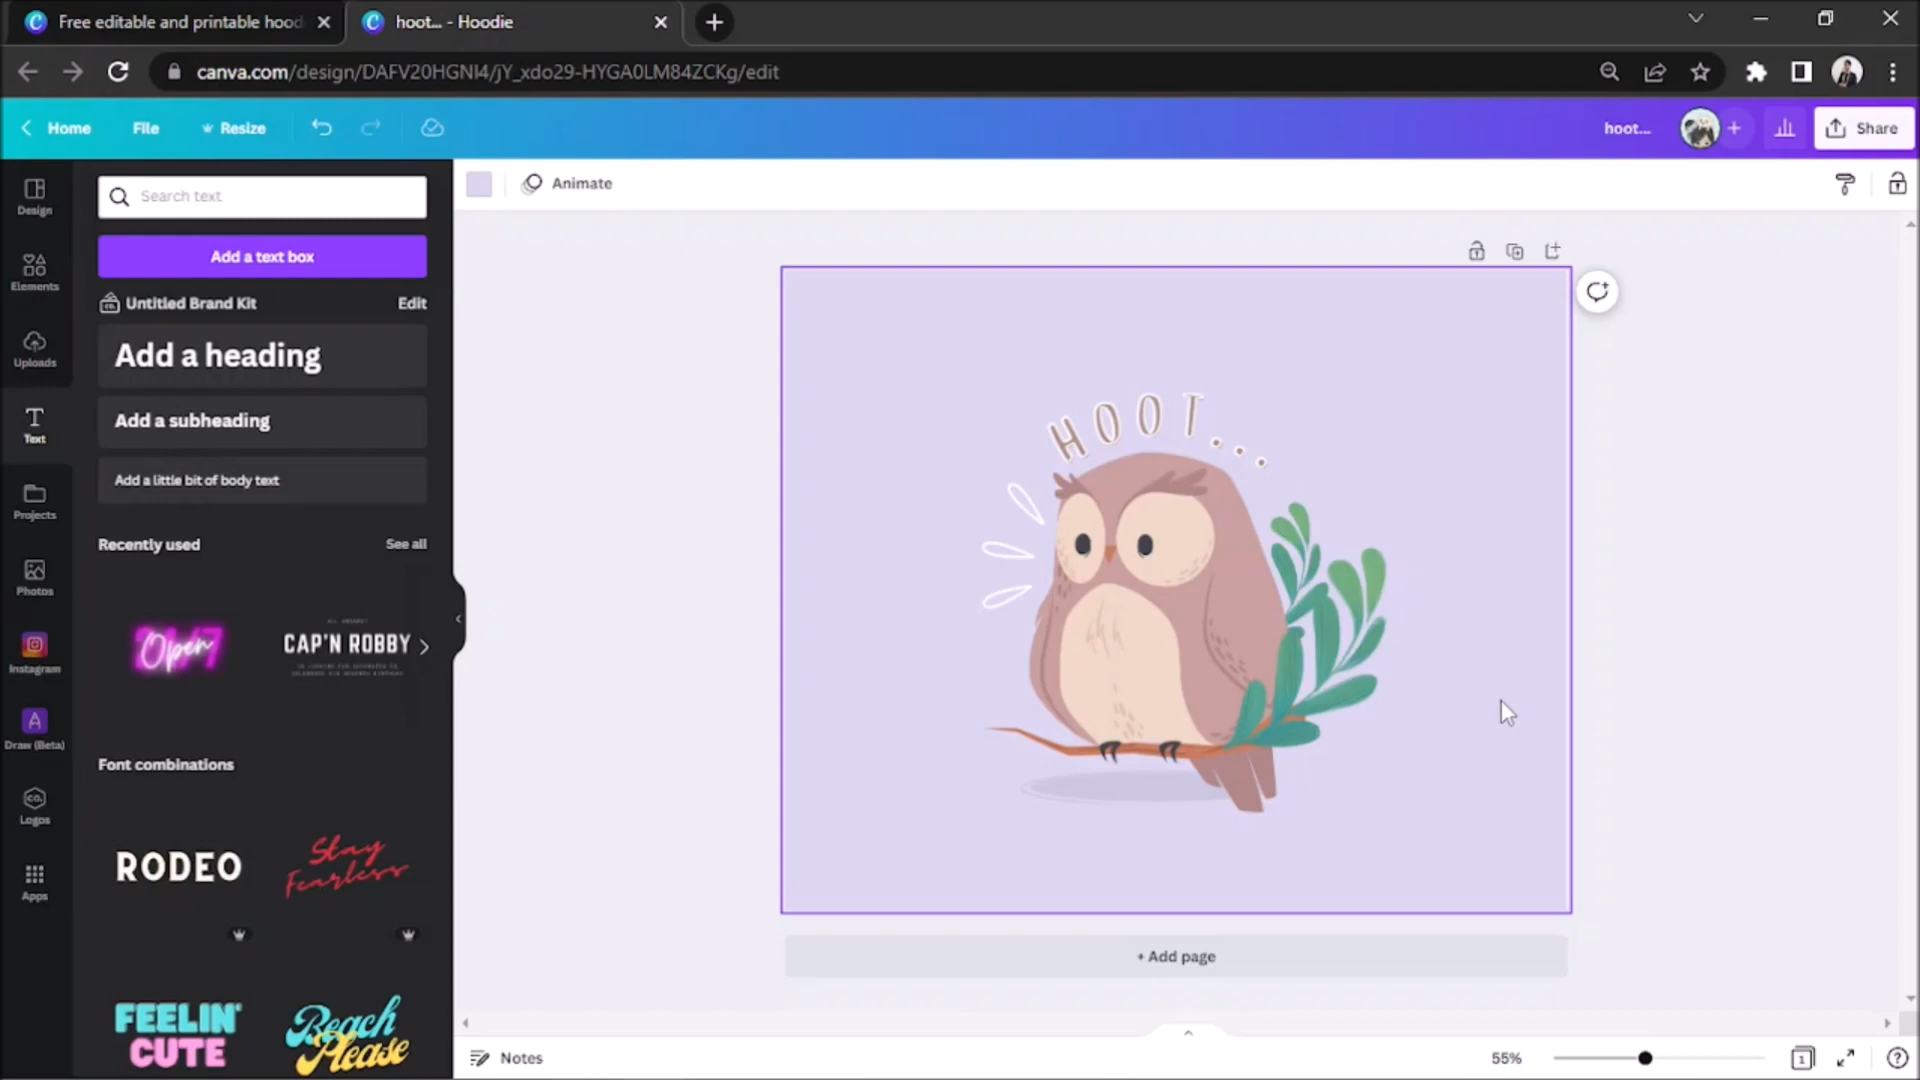 Free editable and printable hood
hoot... - Hoodie
canva.com/design/DAFV20HGNI4/jY_xdo29-HYGA0LM84ZCKg/edit
Home
File
Resize
hoot...
Share
Design
Elements
Uploads
Text
Projects
Photos
Instagram
Draw (Beta)
Logos
Apps
Search text
Add a text box
Untitled Brand Kit
Edit
Add a heading
Add a subheading
Add a little bit of body text
Recently used
See all
Open
24/7
CAP'N ROBBY
Font combinations
RODEO
Stay
Fearless
FEELIN'
CUTE
Beach
Please
Animate
HOOT...
+ Add page
Notes
55%
1